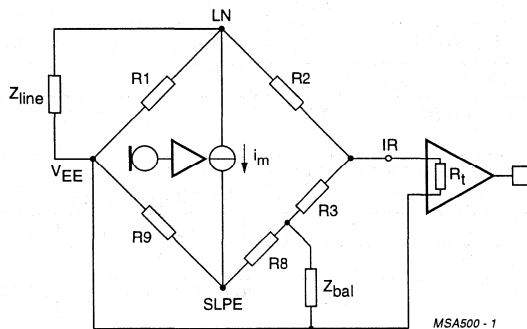 LN
R1
R2
Zline
im
IR
VEE
Rt
R3
R9
R8
Zbal
SLPE
MSA500 - 1